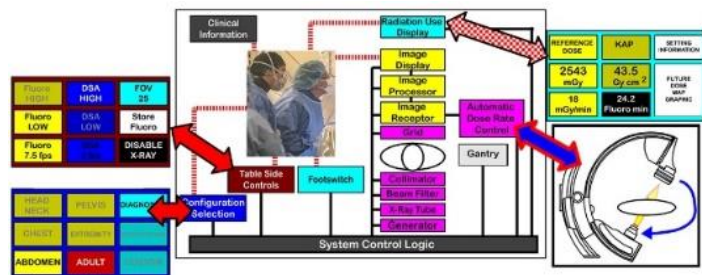 Clinical
Information
Radiation Use
Display
Image
Display
Image
Processor
Image
Receptor
Grid
Automatic
Dose Rate
Control
Gantry
Collimator
Beam Filter
X-Ray Tube
Generator
Table Side
Controls
Footswitch
Configuration
Selection
System Control Logic
Fluoro
HIGH
DSA
HIGH
FOV
25
Fluoro
LOW
DSA
LOW
Store
Fluoro
Fluoro
7.5 fps
DISABLE
X-RAY
HEAD
NECK
PELVIS
CHEST
EXTREMITY
ABDOMEN
ADULT
REFERENCE
DOSE
KAP
SETTING
INFORMATION
2543
mGy
43.5
Gy cm2
FUTURE
DOSE
MAP
GRAPHIC
18
mGy/min
24.2
Fluoro min